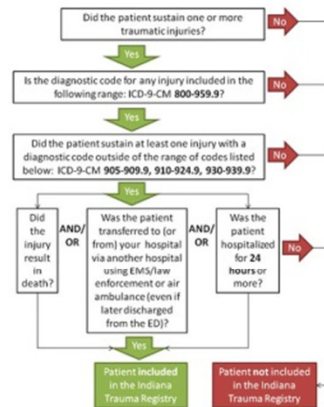 Did the patient sustain one or more
traumatic injuries?
No
Yes
Is the diagnostic code for any injury included in the
following range: ICD-9-CM 800-959.9?
No
Yes
Did the patient sustain at least one injury with a
diagnostic code outside of the range of codes listed
below: ICD-9-CM 905-909.9, 910-924.9, 930-939.9?
No
Yes
Did
the
injury
result
in
death?
AND/
OR
Was the patient
transferred to (or
from) your hospital
via another hospital
using EMS/law
enforcement or air
ambulance (even if
later discharged
from the ED)?
AND/
OR
Was the
patient
hospitalized
for 24
hours or
more?
No
Yes
Patient included
in the Indiana
Trauma Registry
Patient not included
in the Indiana
Trauma Registry